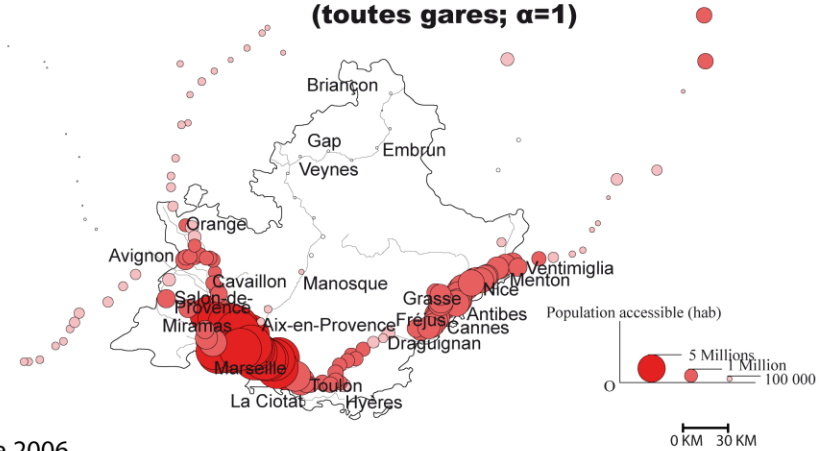 (toutes gares; α=1)
Briançon
Gap
Embrun
Veynes
Orange
Avignon
Ventimiglia
Menton
Cavaillon
Manosque
Nice
Salon-de-
Provence
Grasse
Antibes
Population accessible (hab)
Miramas
Aix-en-Provence
Fréjus
Cannes
Draguignan
5 Millions
1 Million
100 000
O
Marseille
Toulon
La Ciotat
Hyères
0 KM 30 KM
2006